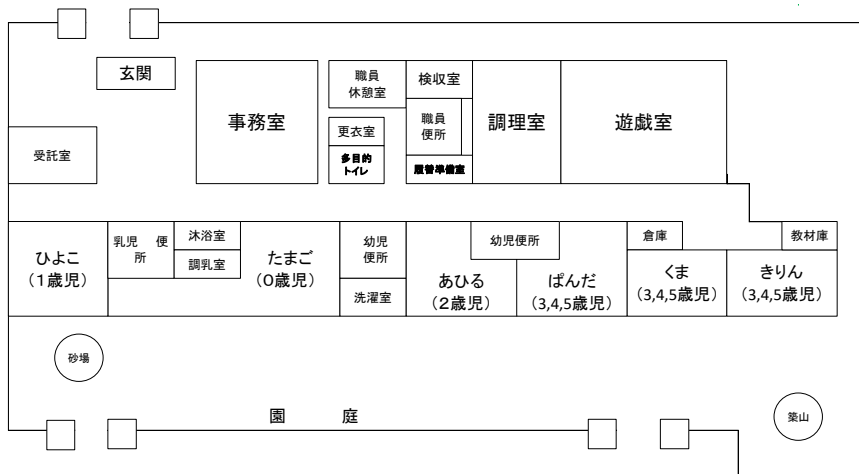 玄関
職員
休憩室
検収室
事務室
更衣室
職員
便所
調理室
遊戯室
受託室
多目的
トイレ
履替準備室
ひよこ
(1歳児)
乳児 便
所
沐浴室
調乳室
たまご
(0歳児)
幼児
便所
洗濯室
あひる
(2歳児)
幼児便所
ぱんだ
(3,4,5歳児)
倉庫
くま
(3,4,5歳児)
教材庫
きりん
(3,4,5歳児)
砂場
園 庭
築山